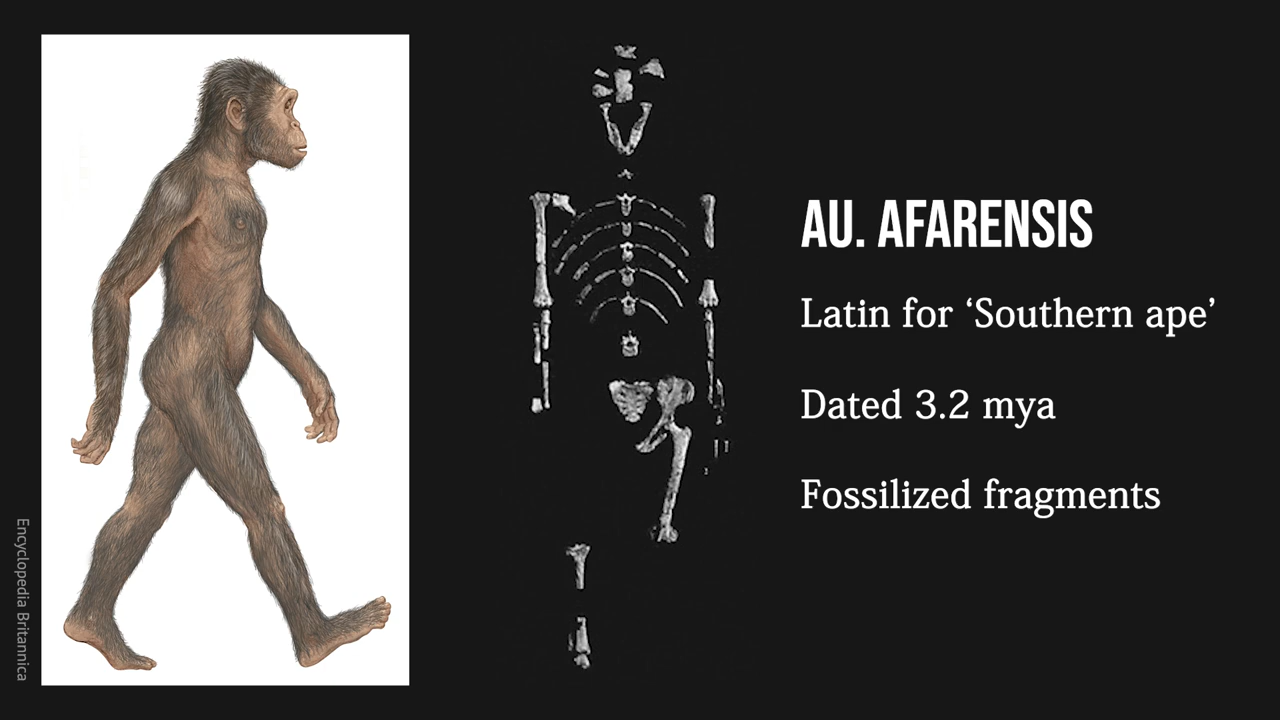 AU. AFARENSIS
Latin for ‘Southern ape’
Dated 3.2 mya
Fossilized fragments
Encyclopedia Britannica